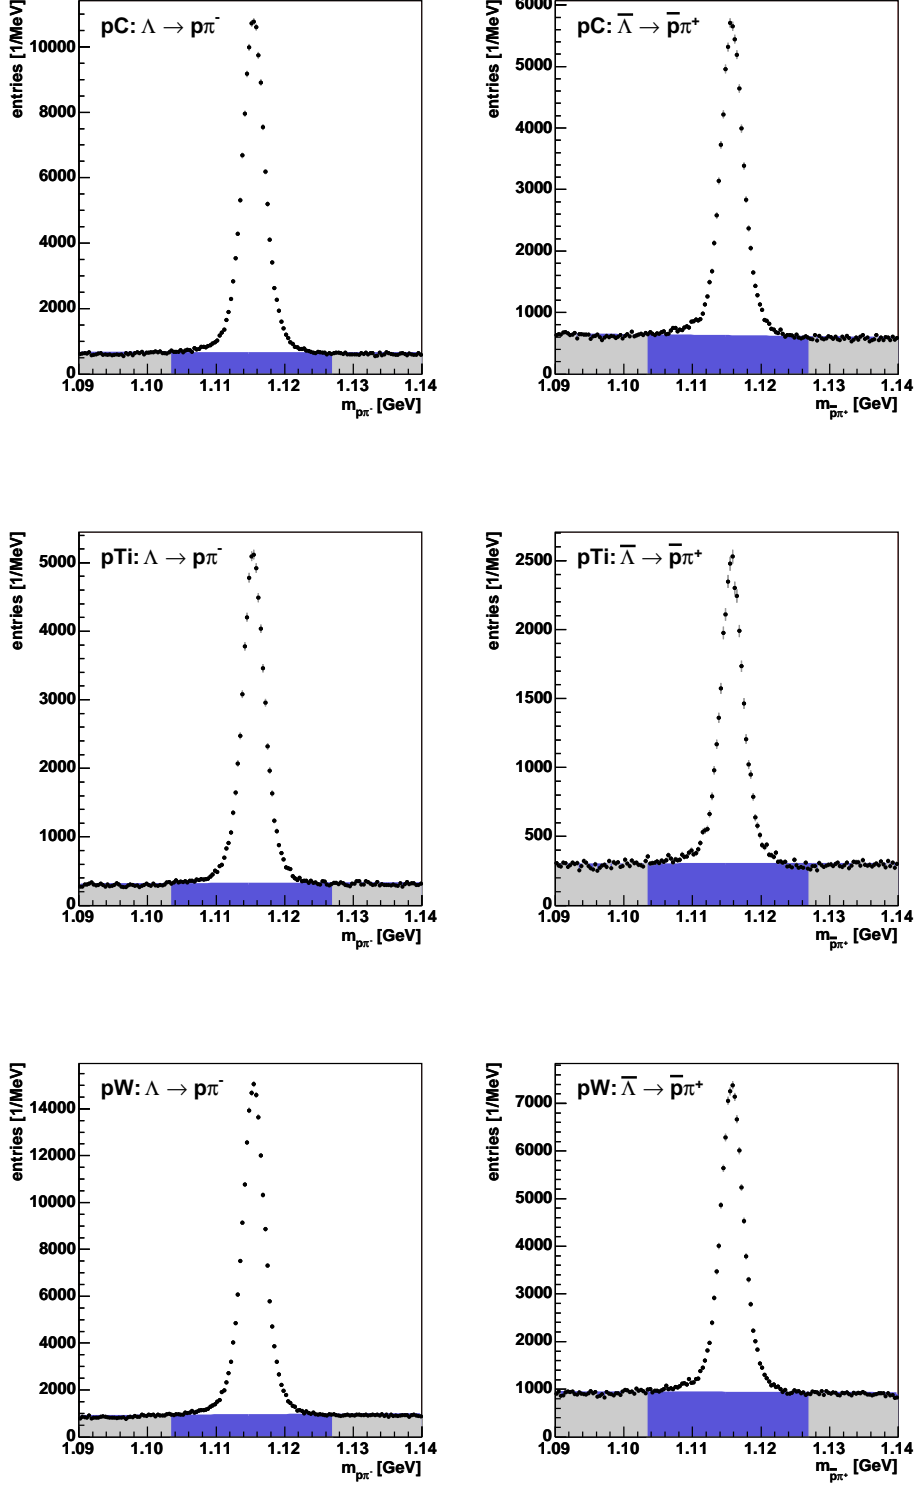 entries [1/MeV]
pC: Λ → pπ⁻
10000
8000
6000
4000
2000
0
1.09 1.10 1.11 1.12 1.13 1.14
m pπ⁻ [GeV]
entries [1/MeV]
pC: Λ̅ → p̅π⁺
6000
5000
4000
3000
2000
1000
0
1.09 1.10 1.11 1.12 1.13 1.14
m p̅π⁺ [GeV]
entries [1/MeV]
pTi: Λ → pπ⁻
5000
4000
3000
2000
1000
0
1.09 1.10 1.11 1.12 1.13 1.14
m pπ⁻ [GeV]
entries [1/MeV]
pTi: Λ̅ → p̅π⁺
2500
2000
1500
1000
500
0
1.09 1.10 1.11 1.12 1.13 1.14
m p̅π⁺ [GeV]
entries [1/MeV]
pW: Λ → pπ⁻
14000
12000
10000
8000
6000
4000
2000
0
1.09 1.10 1.11 1.12 1.13 1.14
m pπ⁻ [GeV]
entries [1/MeV]
pW: Λ̅ → p̅π⁺
7000
6000
5000
4000
3000
2000
1000
0
1.09 1.10 1.11 1.12 1.13 1.14
m p̅π⁺ [GeV]